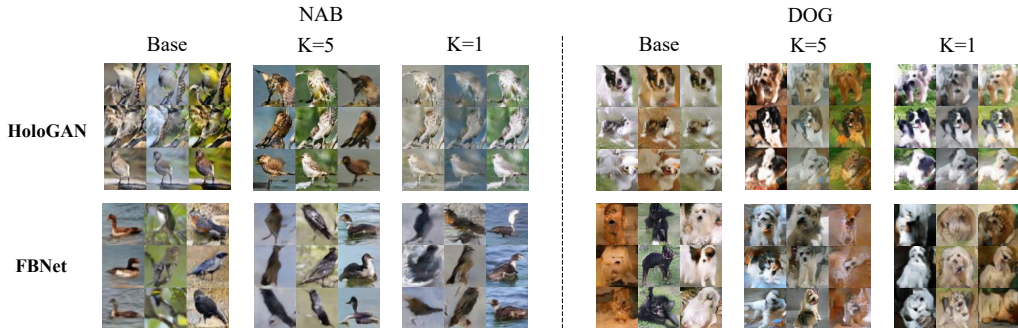 NAB DOG
Base K=5 K=1 Base K=5 K=1
HoloGAN
FBNet